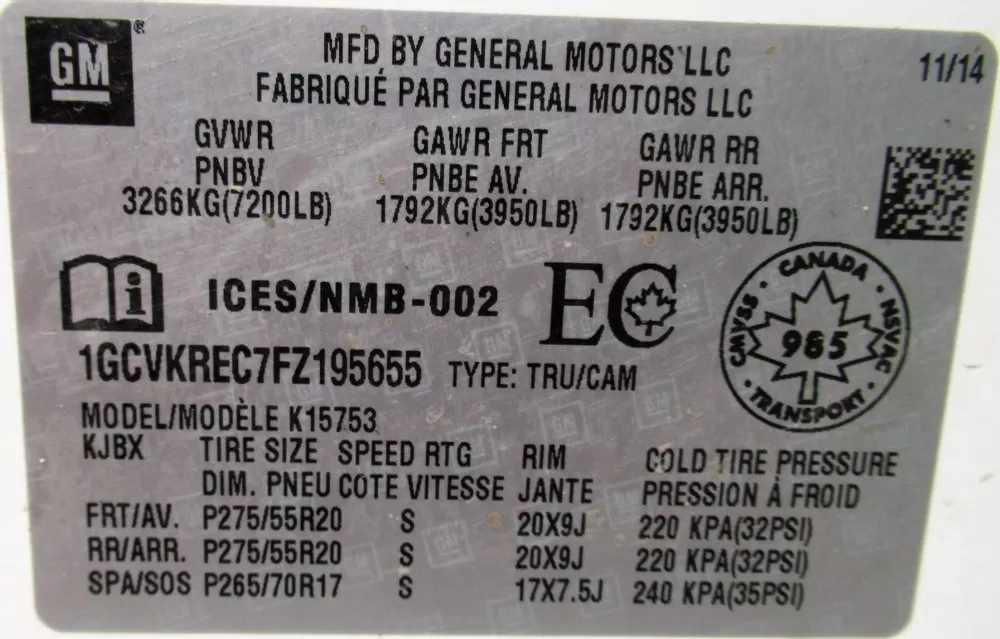 GM ®
MFD BY GENERAL MOTORS LLC
11/14
FABRIQUÉ PAR GENERAL MOTORS LLC
GVWR GAWR FRT GAWR RR
PNBV PNBE AV. PNBE ARR.
3266KG(7200LB) 1792KG(3950LB) 1792KG(3950LB)
i ICES/NMB-002 EC
CANADA
CMVSS 985 NSVAC
TRANSPORT
1GCVKREC7FZ195655 TYPE: TRU/CAM
MODEL/MODÈLE K15753
KJBX TIRE SIZE SPEED RTG RIM COLD TIRE PRESSURE
DIM. PNEU COTE VITESSE JANTE PRESSION À FROID
FRT/AV. P275/55R20 S 20X9J 220 KPA(32PSI)
RR/ARR. P275/55R20 S 20X9J 220 KPA(32PSI)
SPA/SOS P265/70R17 S 17X7.5J 240 KPA(35PSI)